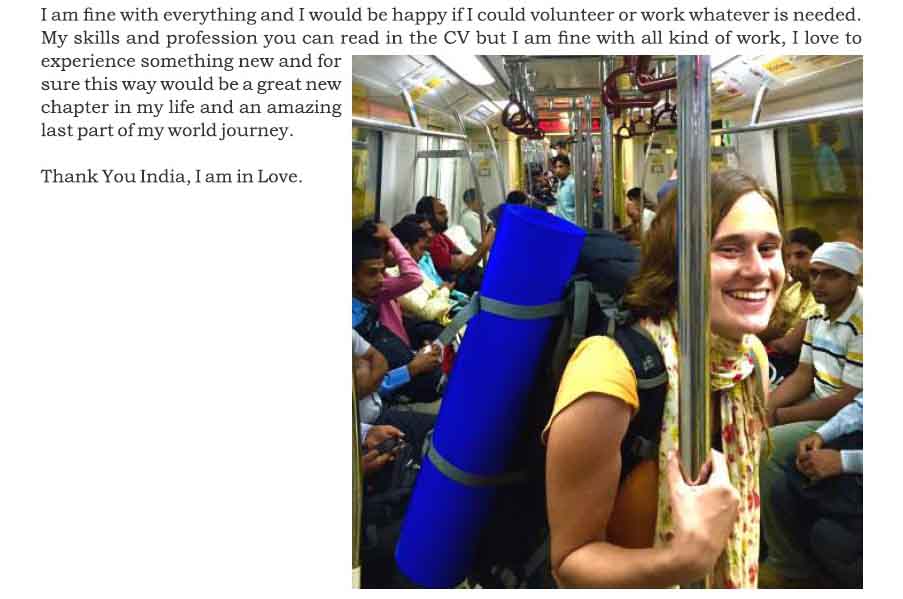 I am fine with everything and I would be happy if I could volunteer or work whatever is needed.
My skills and profession you can read in the CV but I am fine with all kind of work, I love to
experience something new and for
sure this way would be a great new
chapter in my life and an amazing
last part of my world journey.
Thank You India, I am in Love.